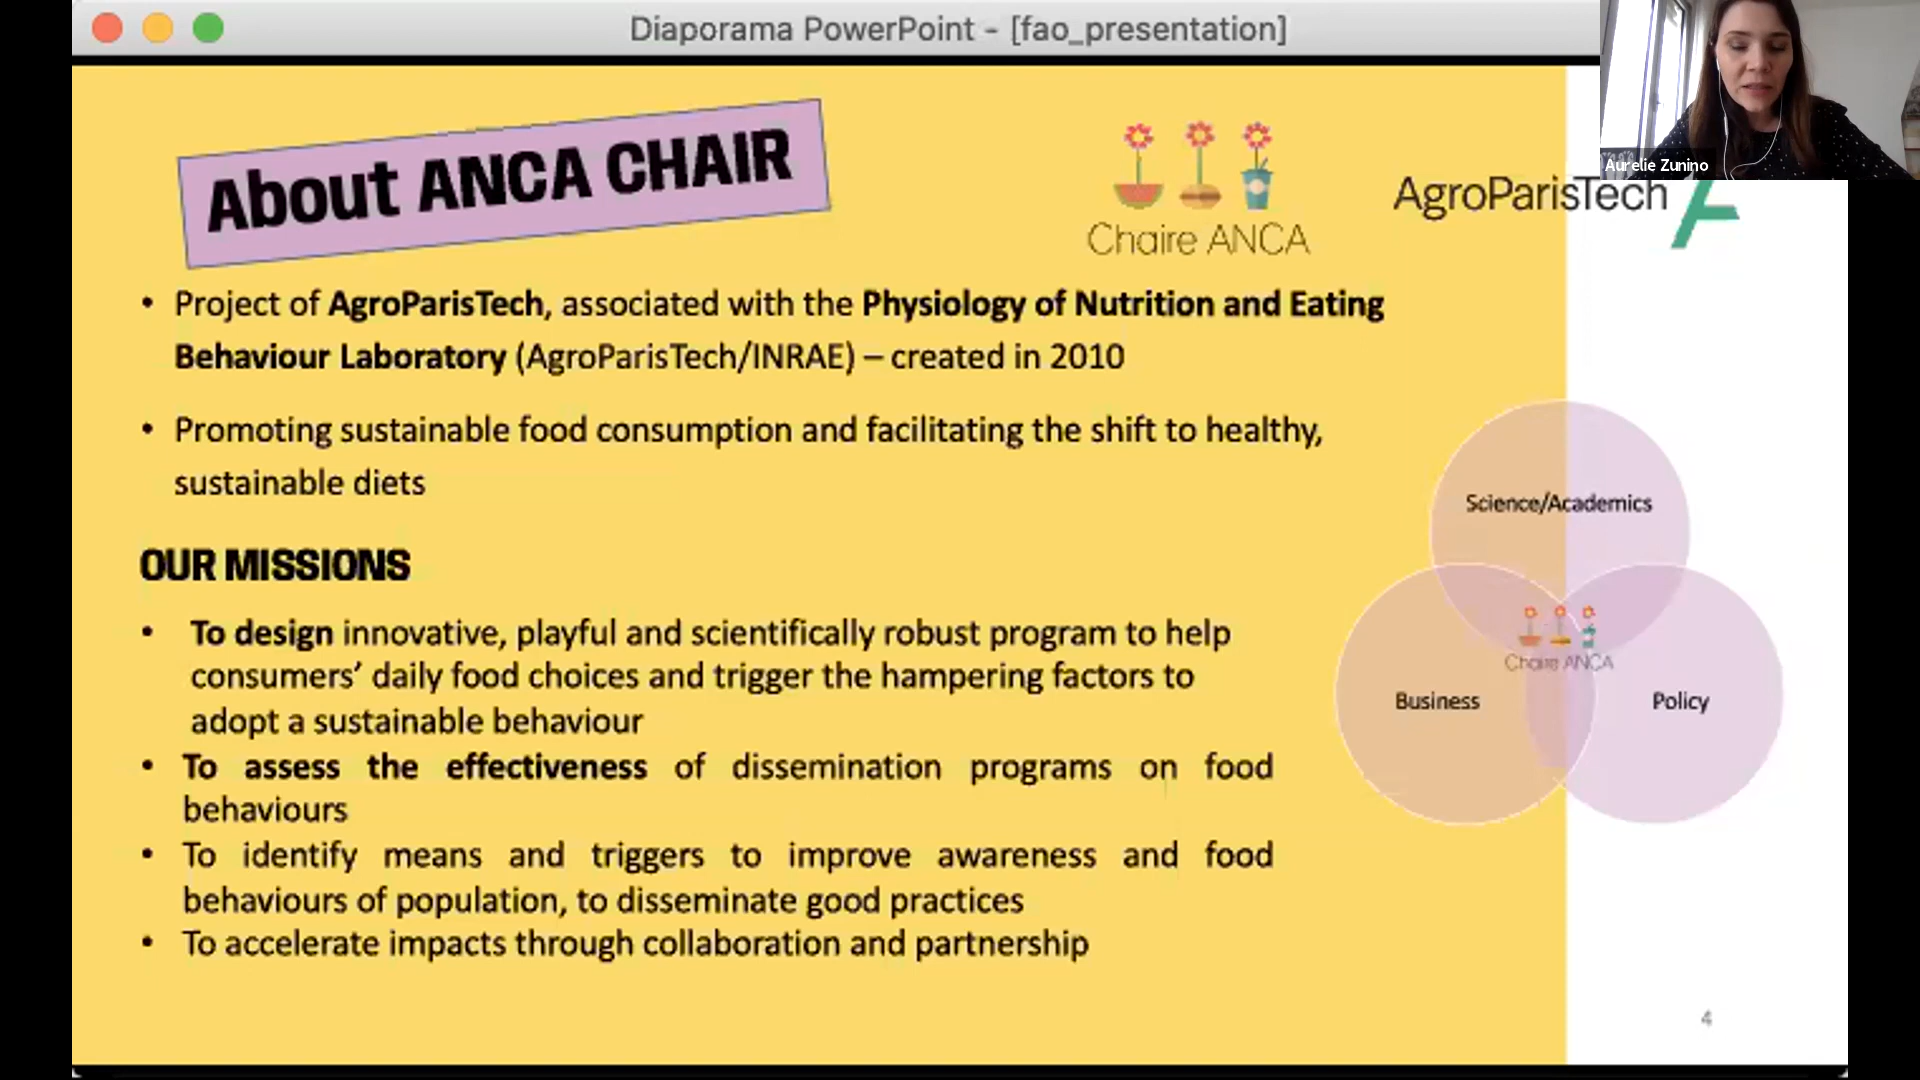 Diaporama PowerPoint - [fao_presentation]
Aurelie Zunino
About ANCA CHAIR
Chaire ANCA
AgroParisTech
• Project of AgroParisTech, associated with the Physiology of Nutrition and Eating
Behaviour Laboratory (AgroParisTech/INRAE) – created in 2010
• Promoting sustainable food consumption and facilitating the shift to healthy,
sustainable diets
OUR MISSIONS
• To design innovative, playful and scientifically robust program to help
consumers’ daily food choices and trigger the hampering factors to
adopt a sustainable behaviour
• To assess the effectiveness of dissemination programs on food
behaviours
• To identify means and triggers to improve awareness and food
behaviours of population, to disseminate good practices
• To accelerate impacts through collaboration and partnership
Science/Academics
Chaire ANCA
Business
Policy
4